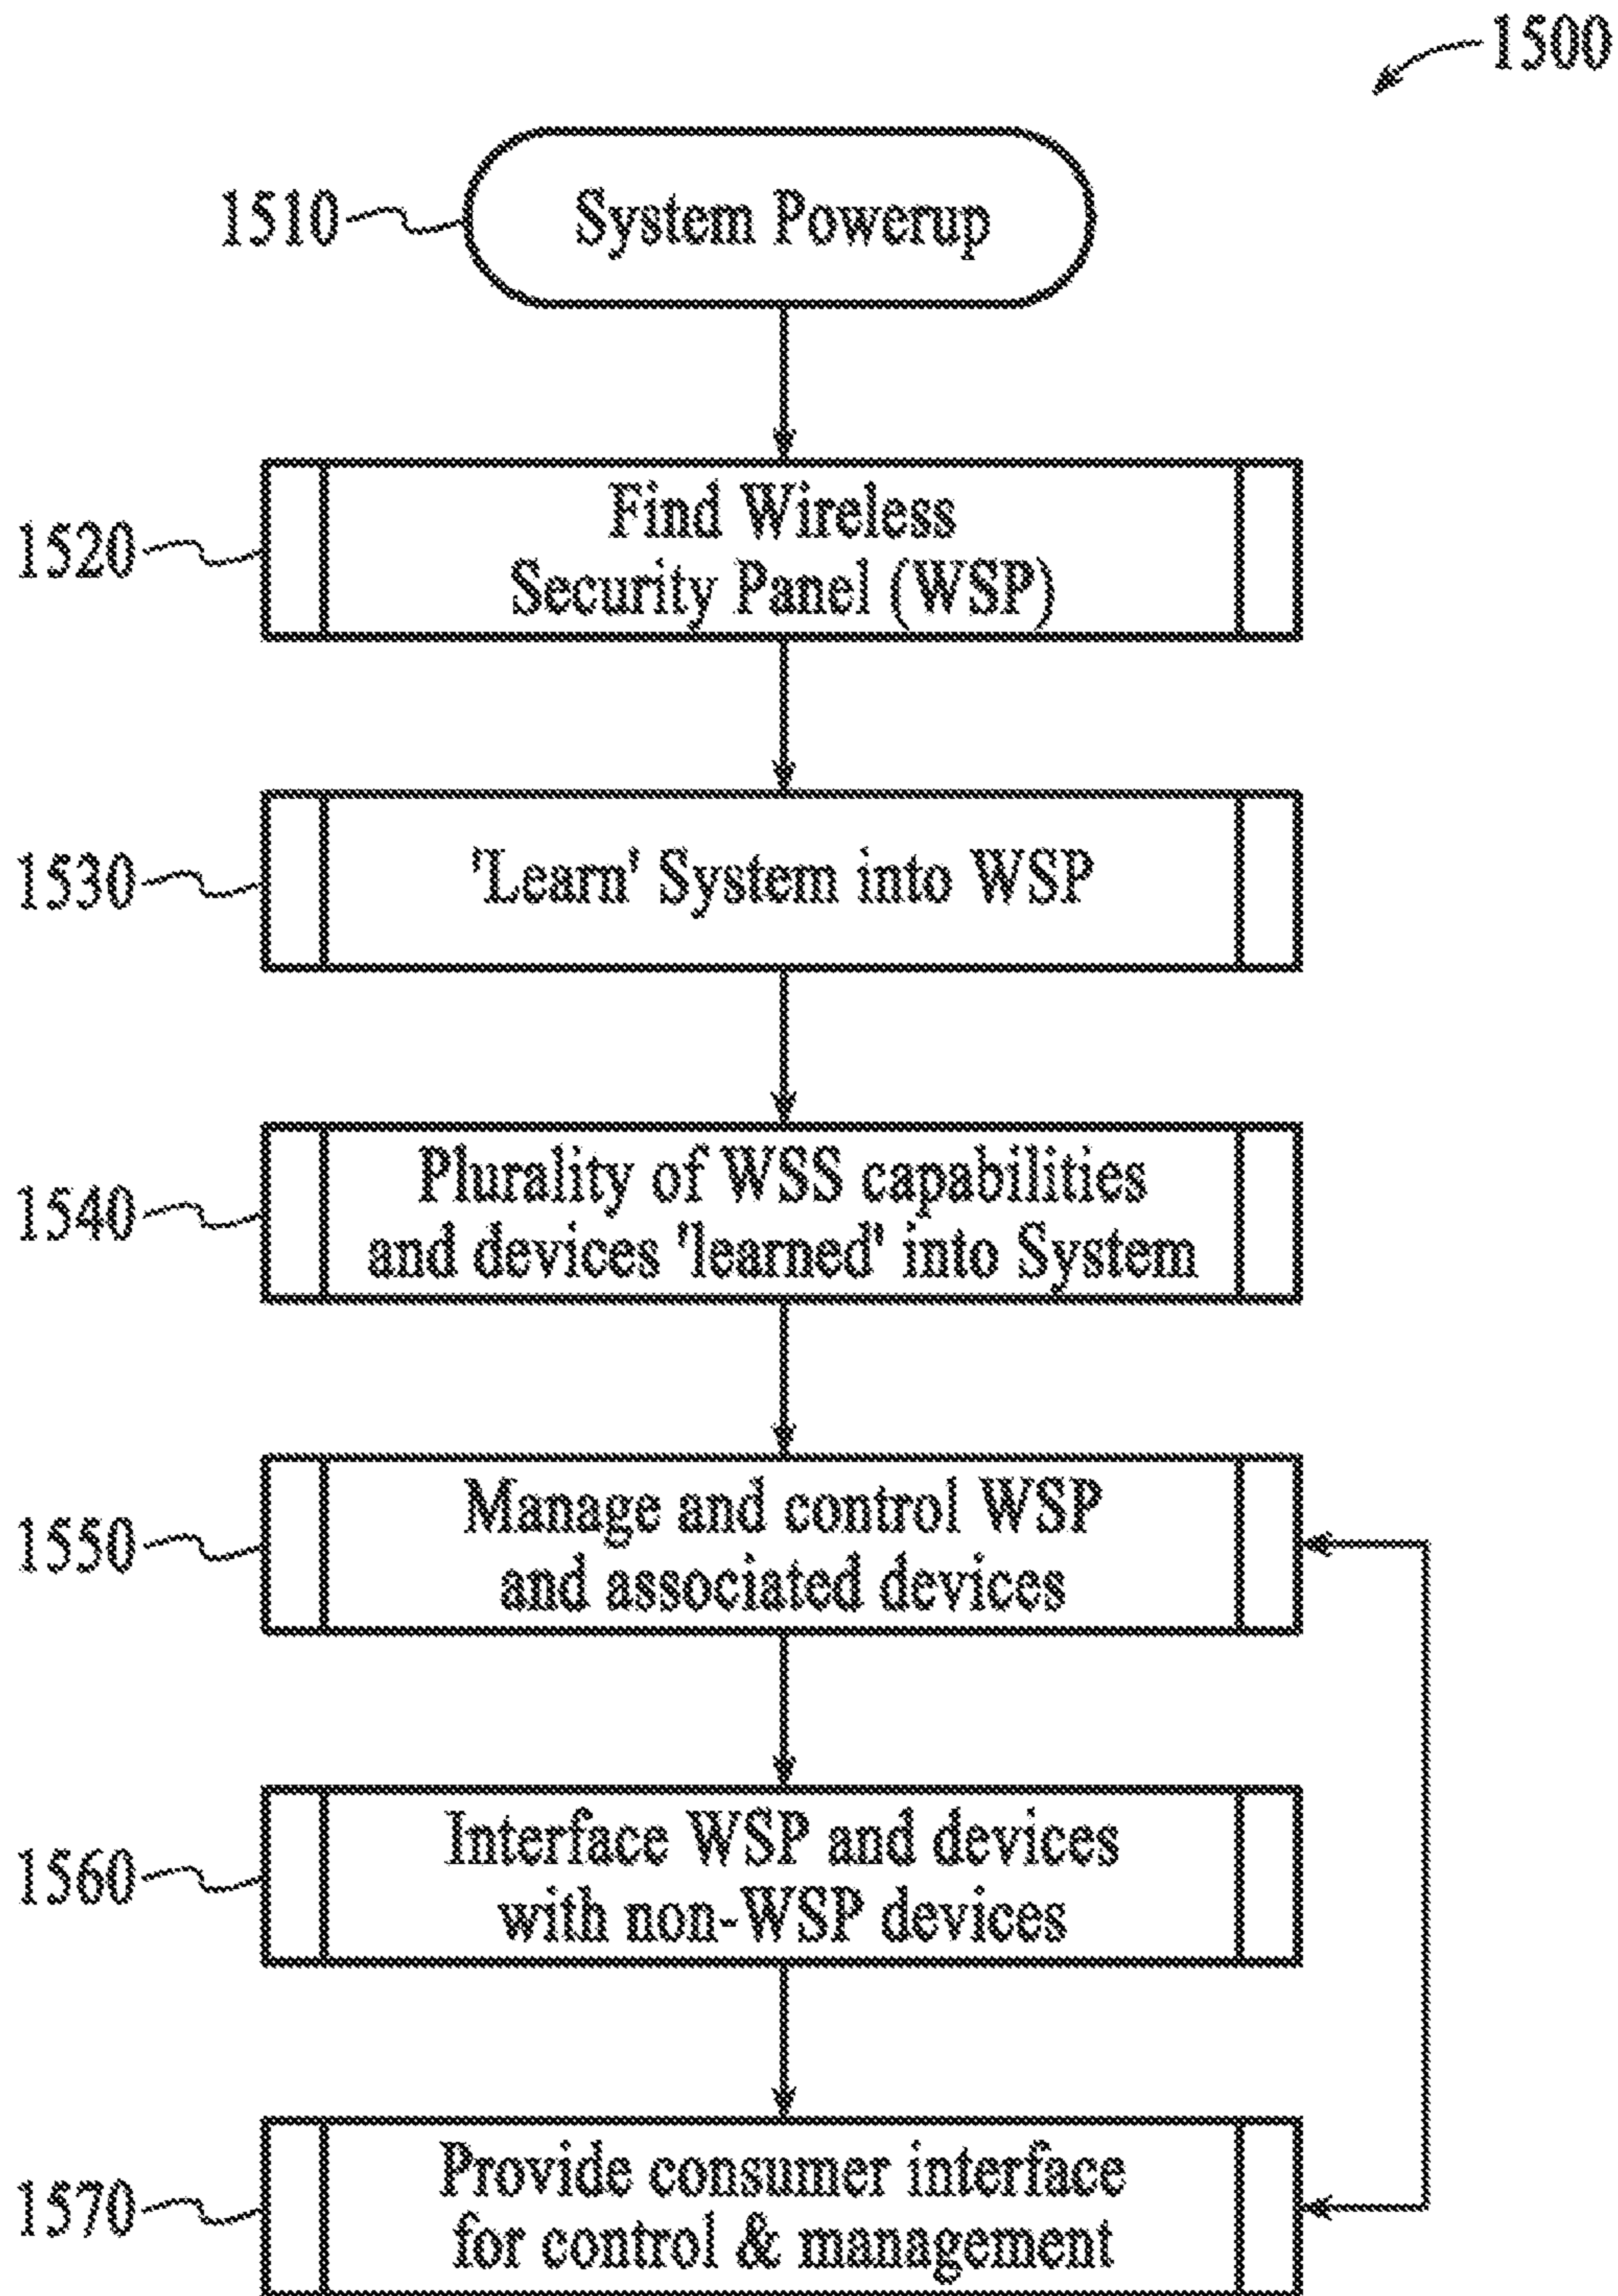 1500
1510
System Powerup
1520
Find Wireless
Security Panel (WSP)
1530
'Learn' System into WSP
1540
Plurality of WSS capabilities
and devices 'learned' into System
1550
Manage and control WSP
and associated devices
1560
Interface WSP and devices
with non-WSP devices
1570
Provide consumer interface
for control & management